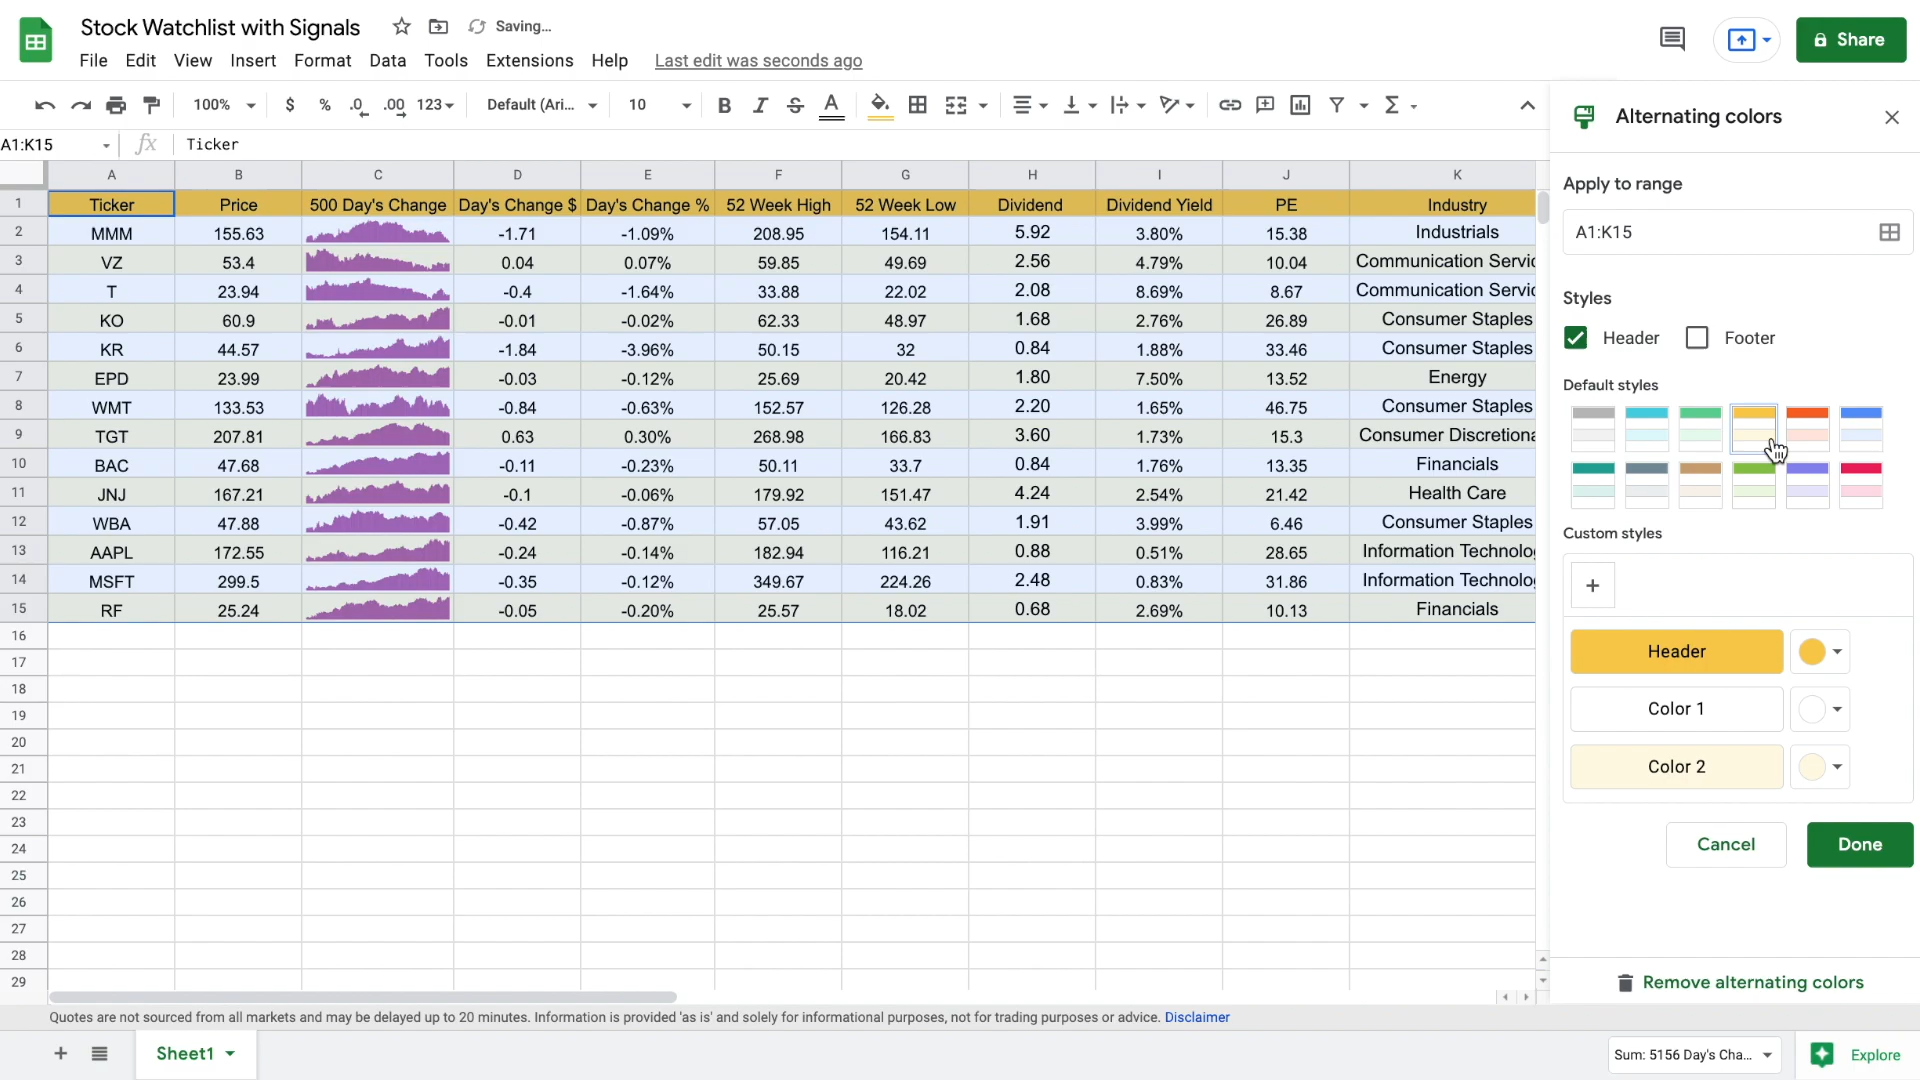 Stock Watchlist with Signals Saving...
File Edit View Insert Format Data Tools Extensions Help Last edit was seconds ago
Share
100% $ % .0 .00 123 Default (Ari... 10 B I S A Σ
A1:K15 fx Ticker
A B C D E F G H I J K
1 Ticker Price 500 Day's Change Day's Change $ Day's Change % 52 Week High 52 Week Low Dividend Dividend Yield PE Industry
2 MMM 155.63 -1.71 -1.09% 208.95 154.11 5.92 3.80% 15.38 Industrials
3 VZ 53.4 0.04 0.07% 59.85 49.69 2.56 4.79% 10.04 Communication Servic
4 T 23.94 -0.4 -1.64% 33.88 22.02 2.08 8.69% 8.67 Communication Servic
5 KO 60.9 -0.01 -0.02% 62.33 48.97 1.68 2.76% 26.89 Consumer Staples
6 KR 44.57 -1.84 -3.96% 50.15 32 0.84 1.88% 33.46 Consumer Staples
7 EPD 23.99 -0.03 -0.12% 25.69 20.42 1.80 7.50% 13.52 Energy
8 WMT 133.53 -0.84 -0.63% 152.57 126.28 2.20 1.65% 46.75 Consumer Staples
9 TGT 207.81 0.63 0.30% 268.98 166.83 3.60 1.73% 15.3 Consumer Discretiona
10 BAC 47.68 -0.11 -0.23% 50.11 33.7 0.84 1.76% 13.35 Financials
11 JNJ 167.21 -0.1 -0.06% 179.92 151.47 4.24 2.54% 21.42 Health Care
12 WBA 47.88 -0.42 -0.87% 57.05 43.62 1.91 3.99% 6.46 Consumer Staples
13 AAPL 172.55 -0.24 -0.14% 182.94 116.21 0.88 0.51% 28.65 Information Technolo
14 MSFT 299.5 -0.35 -0.12% 349.67 224.26 2.48 0.83% 31.86 Information Technolo
15 RF 25.24 -0.05 -0.20% 25.57 18.02 0.68 2.69% 10.13 Financials
16
17
18
19
20
21
22
23
24
25
26
27
28
29
Quotes are not sourced from all markets and may be delayed up to 20 minutes. Information is provided 'as is' and solely for informational purposes, not for trading purposes or advice. Disclaimer
Sheet1
Sum: 5156 Day's Cha...
Explore
Alternating colors
Apply to range
A1:K15
Styles
Header Footer
Default styles
Custom styles
+
Header
Color 1
Color 2
Cancel Done
Remove alternating colors